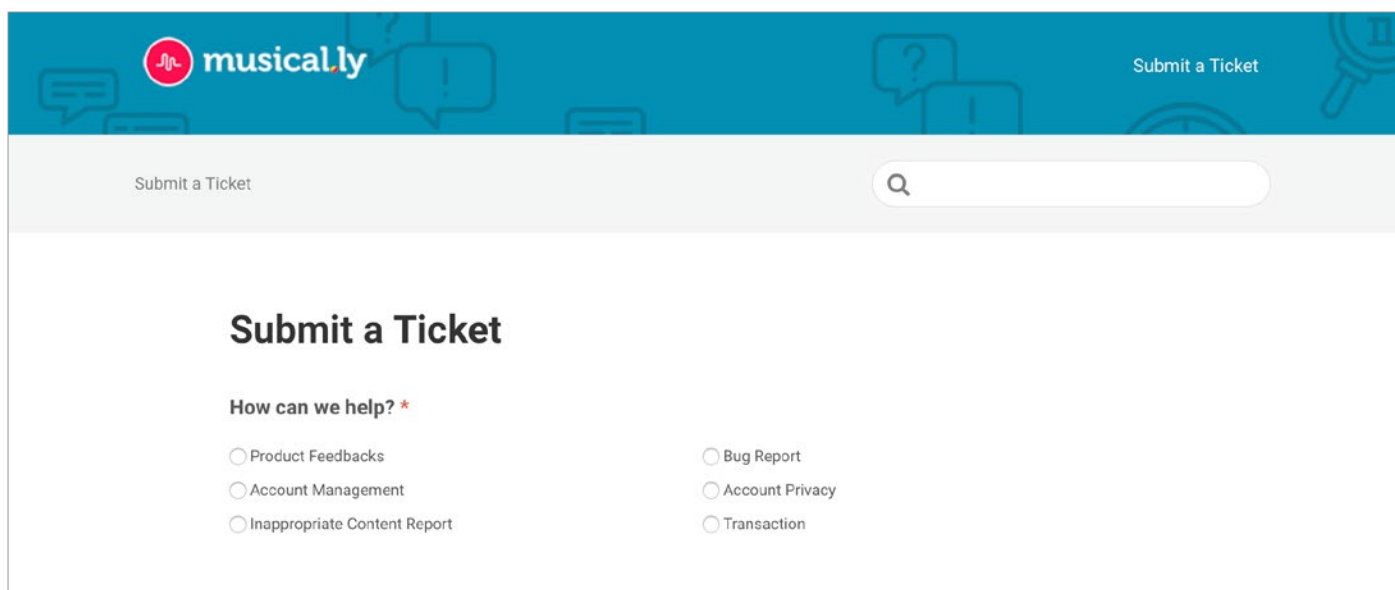 musical.ly
Submit a Ticket
Submit a Ticket
Submit a Ticket
How can we help? *
Product Feedbacks
Bug Report
Account Management
Account Privacy
Inappropriate Content Report
Transaction